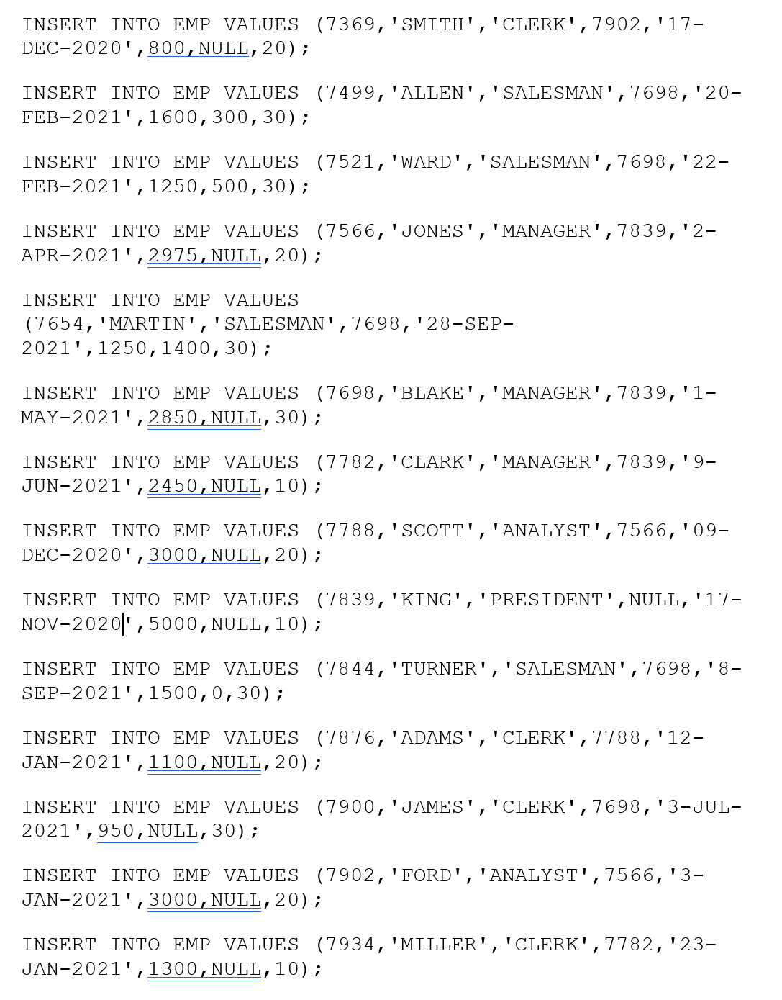 INSERT INTO EMP VALUES (7369,'SMITH','CLERK',7902,'17-
DEC-2020',800,NULL,20);
INSERT INTO EMP VALUES (7499,'ALLEN','SALESMAN',7698,'20-
FEB-2021',1600,300,30);
INSERT INTO EMP VALUES (7521,'WARD','SALESMAN',7698,'22-
FEB-2021',1250,500,30);
INSERT INTO EMP VALUES (7566,'JONES','MANAGER',7839,'2-
APR-2021',2975,NULL,20);
INSERT INTO EMP VALUES
(7654,'MARTIN','SALESMAN',7698,'28-SEP-
2021',1250,1400,30);
INSERT INTO EMP VALUES (7698,'BLAKE','MANAGER',7839,'1-
MAY-2021',2850,NULL,30);
INSERT INTO EMP VALUES (7782,'CLARK','MANAGER',7839,'9-
JUN-2021',2450,NULL,10);
INSERT INTO EMP VALUES (7788,'SCOTT','ANALYST',7566,'09-
DEC-2020',3000,NULL,20);
INSERT INTO EMP VALUES (7839,'KING','PRESIDENT',NULL,'17-
NOV-2020',5000,NULL,10);
INSERT INTO EMP VALUES (7844,'TURNER','SALESMAN',7698,'8-
SEP-2021',1500,0,30);
INSERT INTO EMP VALUES (7876,'ADAMS','CLERK',7788,'12-
JAN-2021',1100,NULL,20);
INSERT INTO EMP VALUES (7900,'JAMES','CLERK',7698,'3-JUL-
2021',950,NULL,30);
INSERT INTO EMP VALUES (7902,'FORD','ANALYST',7566,'3-
JAN-2021',3000,NULL,20);
INSERT INTO EMP VALUES (7934,'MILLER','CLERK',7782,'23-
JAN-2021',1300,NULL,10);